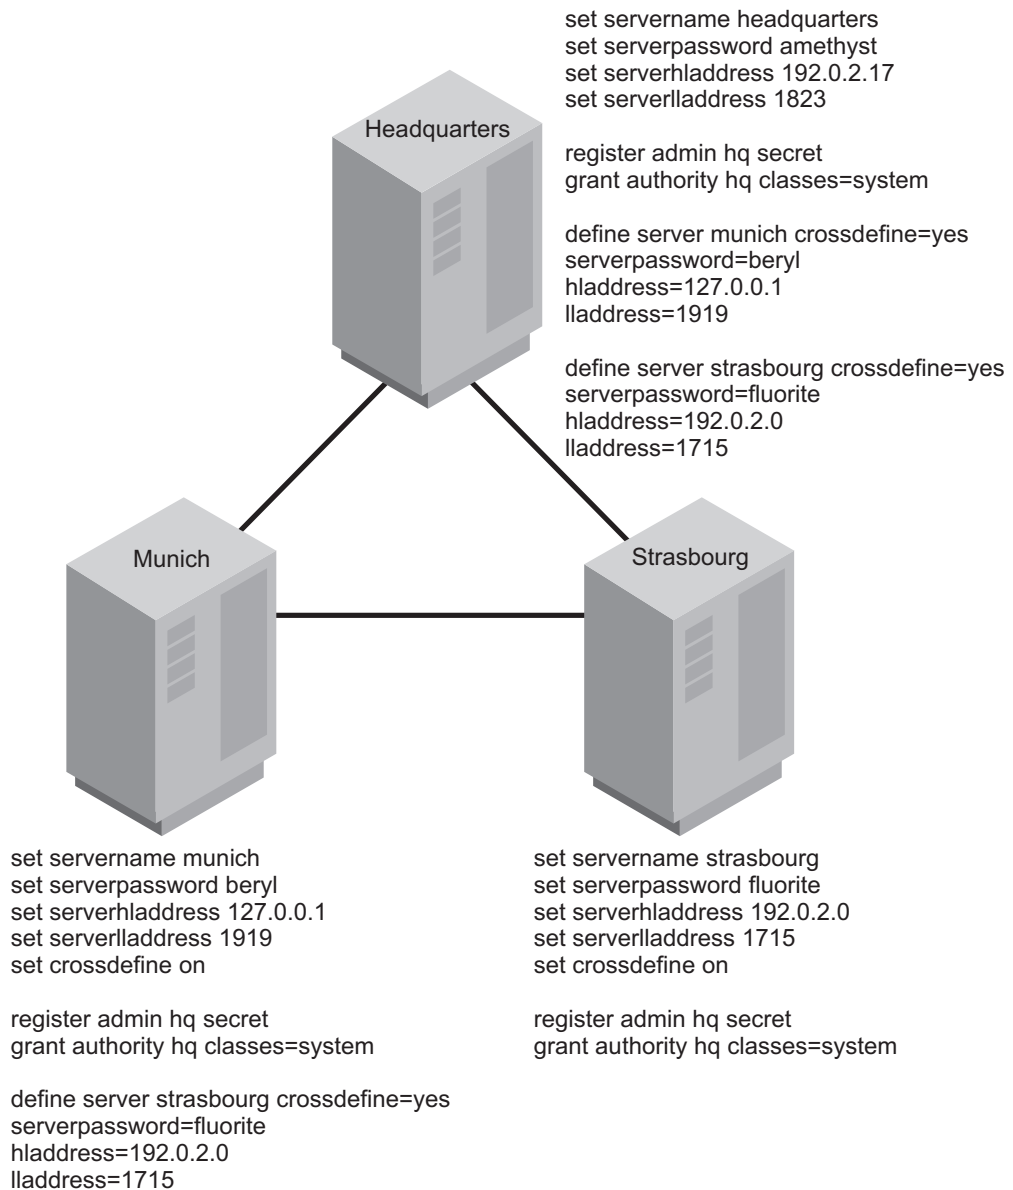 set servername headquarters
set serverpassword amethyst
set serverhladdress 192.0.2.17
set serverlladdress 1823
Headquarters
register admin hq secret
grant authority hq classes=system
define server munich crossdefine=yes
serverpassword=beryl
hladdress=127.0.0.1
lladdress=1919
define server strasbourg crossdefine=yes
serverpassword=fluorite
hladdress=192.0.2.0
lladdress=1715
Munich
Strasbourg
set servername munich
set serverpassword beryl
set serverhladdress 127.0.0.1
set serverlladdress 1919
set crossdefine on
register admin hq secret
grant authority hq classes=system
define server strasbourg crossdefine=yes
serverpassword=fluorite
hladdress=192.0.2.0
lladdress=1715
set servername strasbourg
set serverpassword fluorite
set serverhladdress 192.0.2.0
set serverlladdress 1715
set crossdefine on
register admin hq secret
grant authority hq classes=system